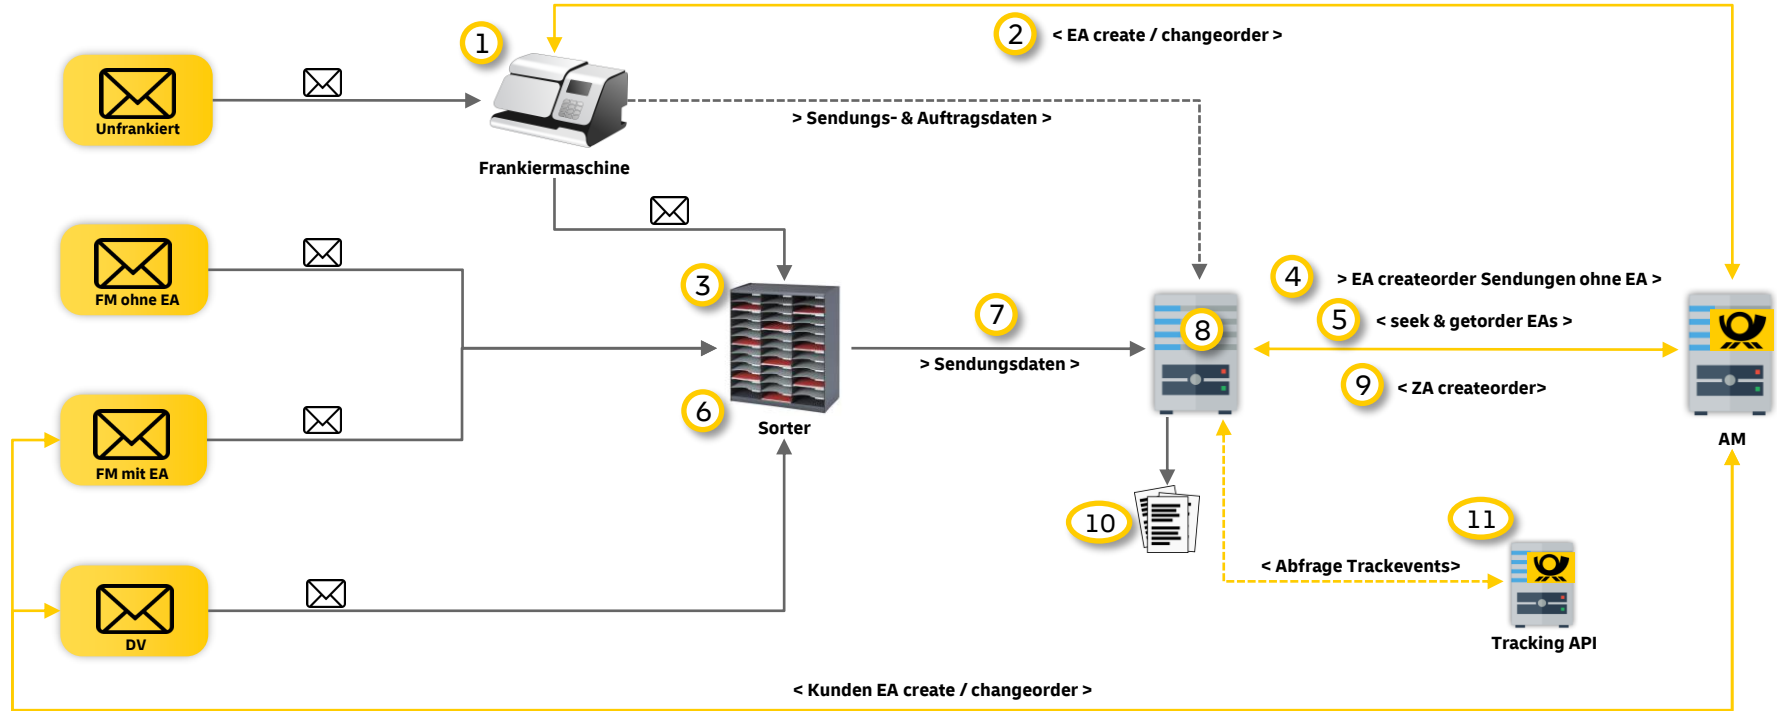 1
2
< EA create / changeorder >
Unfrankiert
> Sendungs- & Auftragsdaten >
Frankiermaschine
FM ohne EA
3
4
> EA createorder Sendungen ohne EA >
5
< seek & getorder EAs >
7
8
> Sendungsdaten >
9
< ZA createorder>
6
Sorter
AM
FM mit EA
10
11
< Abfrage Trackevents>
DV
Tracking API
< Kunden EA create / changeorder >